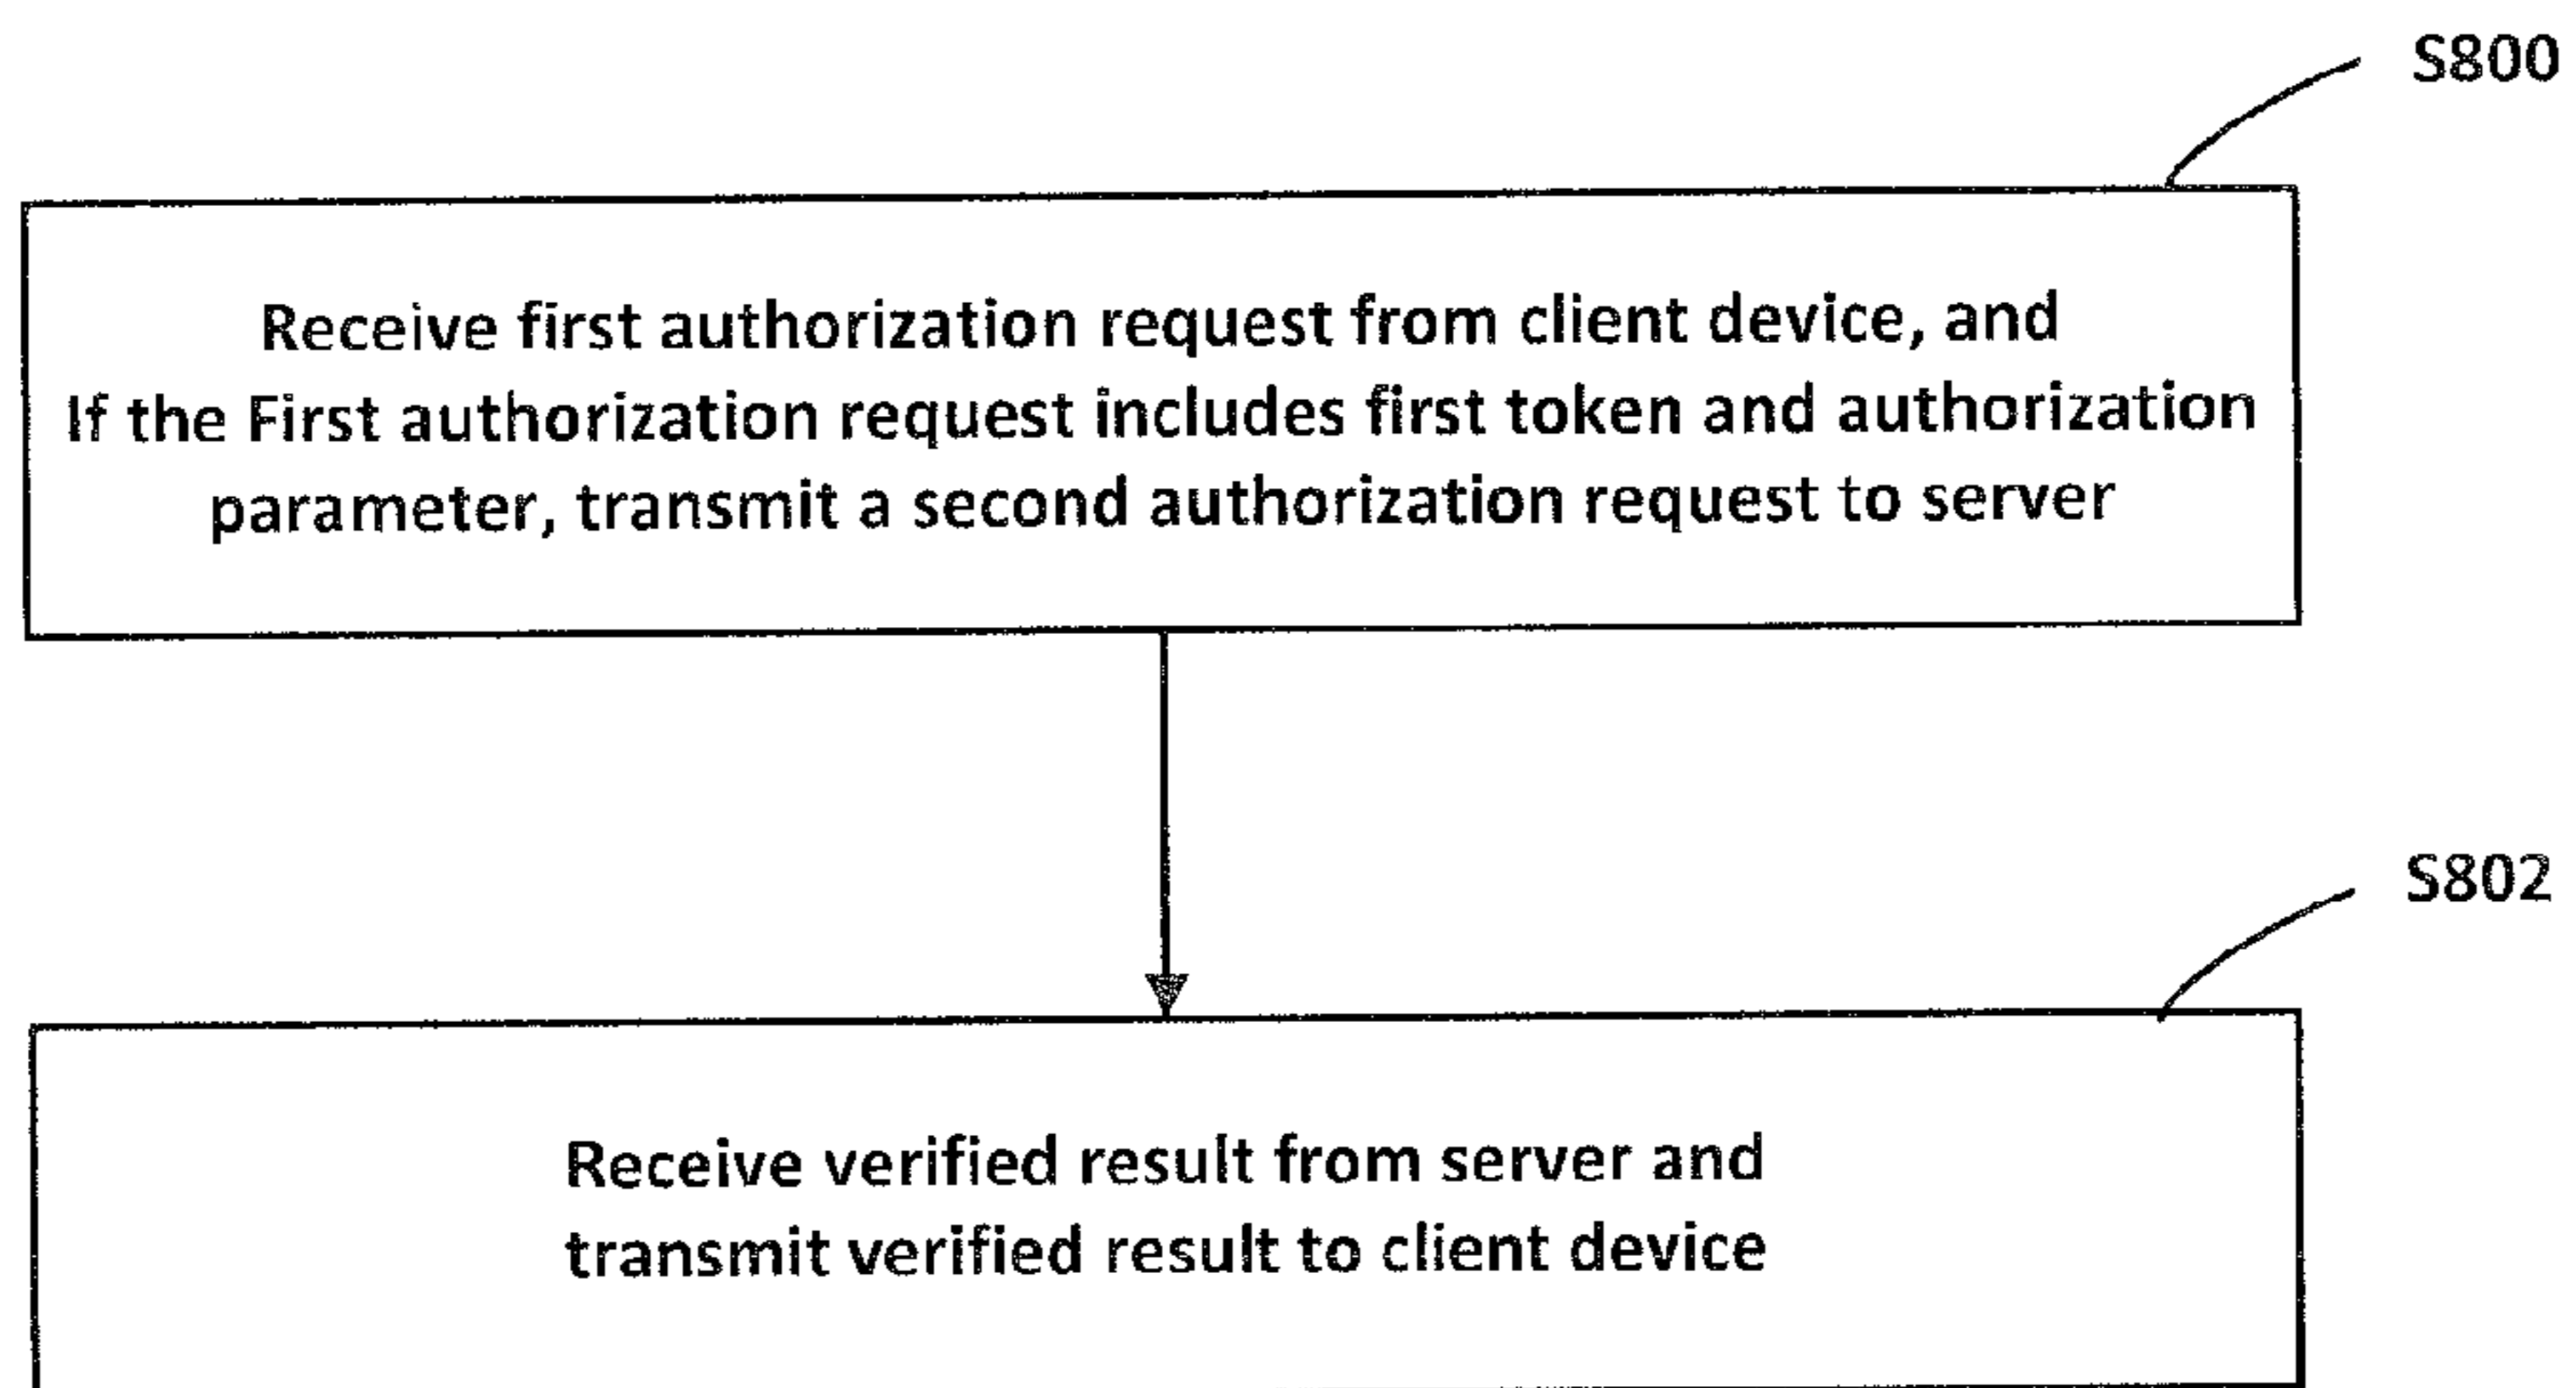 S800
Receive first authorization request from client device, and
If the First authorization request includes first token and authorization
parameter, transmit a second authorization request to server
S802
Receive verified result from server and
transmit verified result to client device